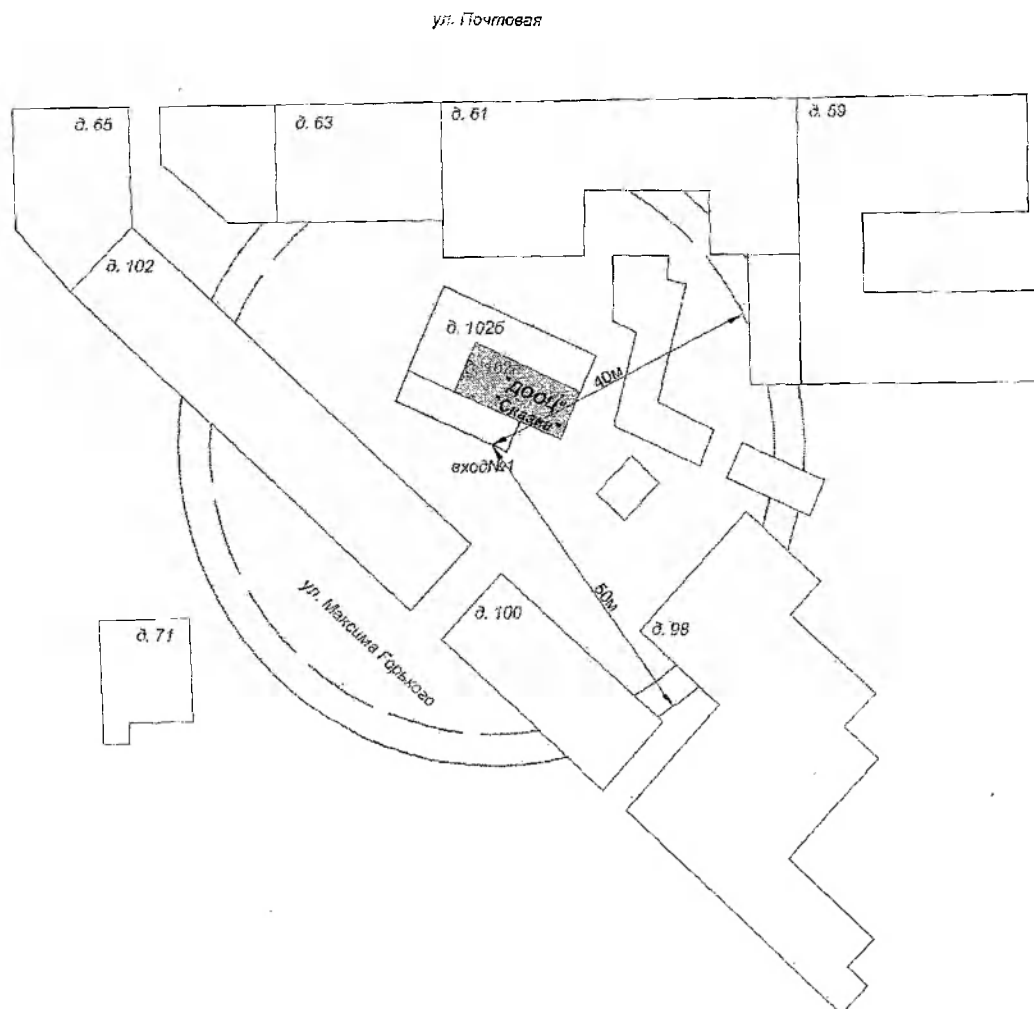 ул. Почтовая
д. 65
д. 63
д. 61
д. 59
д. 102
д. 102б
"ДООЦ"
"Сказка"
40м
вход№1
50м
ул. Максима Горького
д. 100
д. 98
д. 71